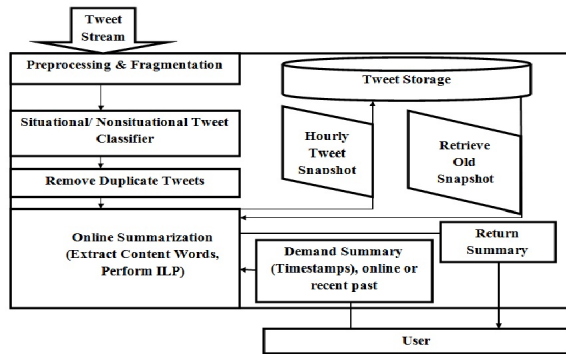 Tweet
Stream
Preprocessing & Fragmentation
Tweet Storage
Situational/ Nonsituational Tweet
Classifier
Hourly
Tweet
Snapshot
Retrieve
Old
Snapshot
Remove Duplicate Tweets
Online Summarization
(Extract Content Words,
Perform ILP)
Demand Summary
(Timestamps), online or
recent past
Return
Summary
User